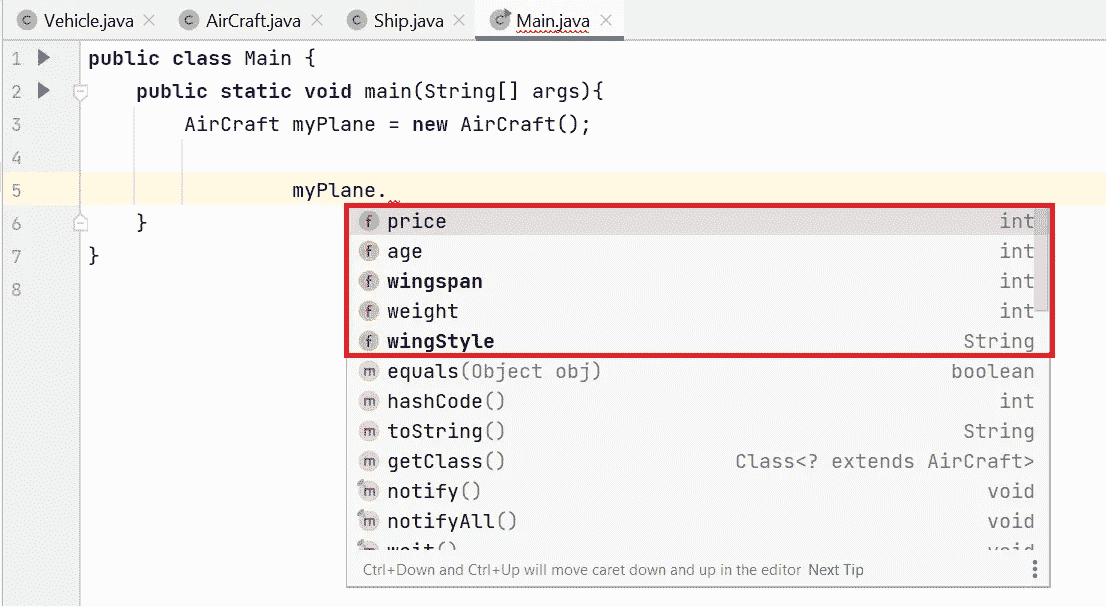 Vehicle.java AirCraft.java Ship.java Main.java
1 public class Main {
2 public static void main(String[] args){
3 AirCraft myPlane = new AirCraft();
4
5 myPlane.
6 }
7 }
8
f price int
f age int
f wingspan int
f weight int
f wingStyle String
m equals(Object obj) boolean
m hashCode() int
m toString() String
m getClass() Class<? extends AirCraft>
m notify() void
m notifyAll() void
m wait() void
Ctrl+Down and Ctrl+Up will move caret down and up in the editor Next Tip